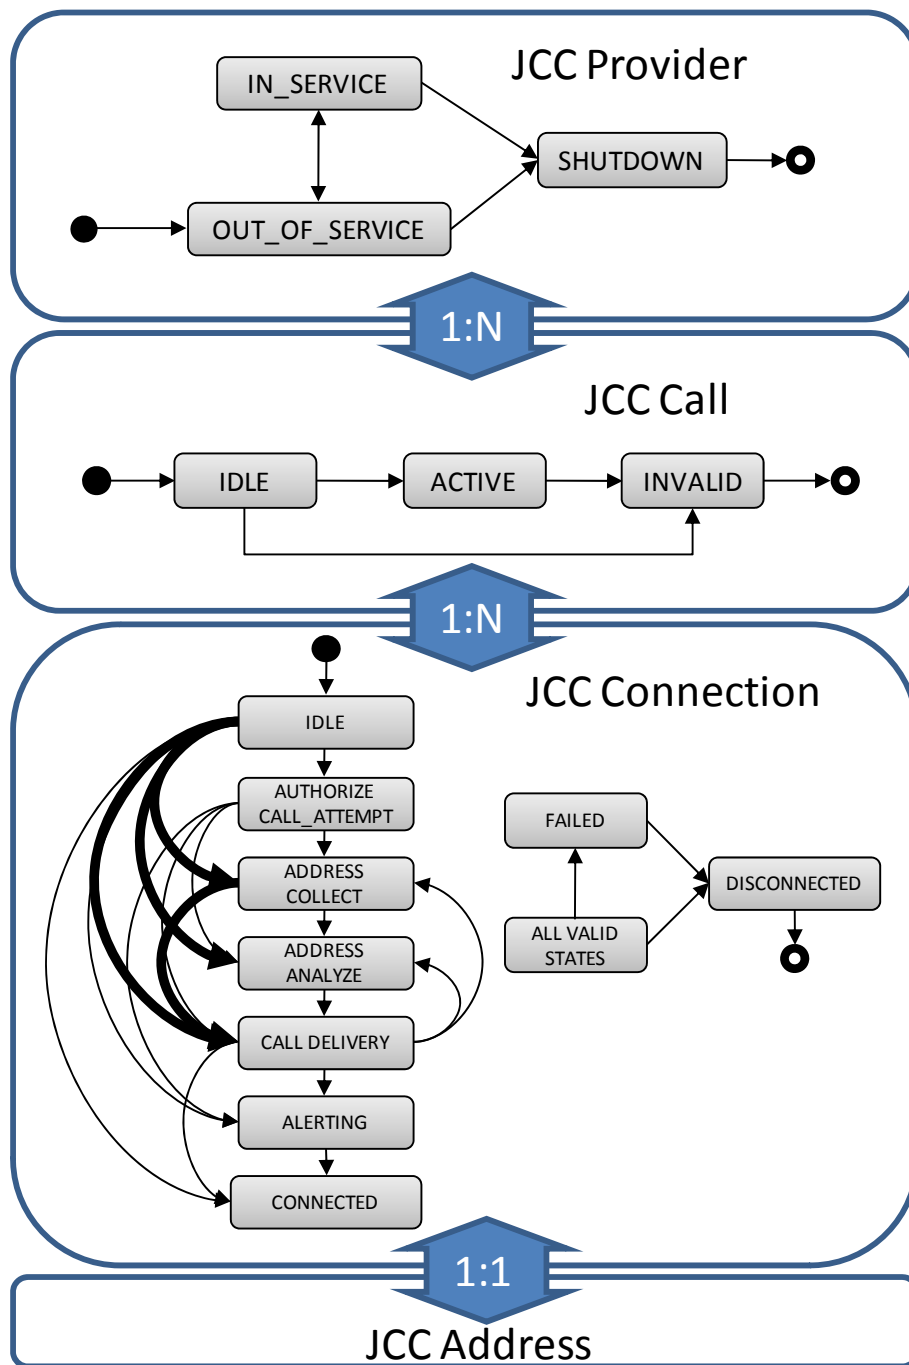 JCC Provider
IN_SERVICE
SHUTDOWN
OUT_OF_SERVICE
1:N
JCC Call
IDLE
ACTIVE
INVALID
1:N
JCC Connection
IDLE
AUTHORIZE
CALL_ATTEMPT
ADDRESS
COLLECT
ADDRESS
ANALYZE
CALL DELIVERY
ALERTING
CONNECTED
FAILED
DISCONNECTED
ALL VALID
STATES
1:1
JCC Address